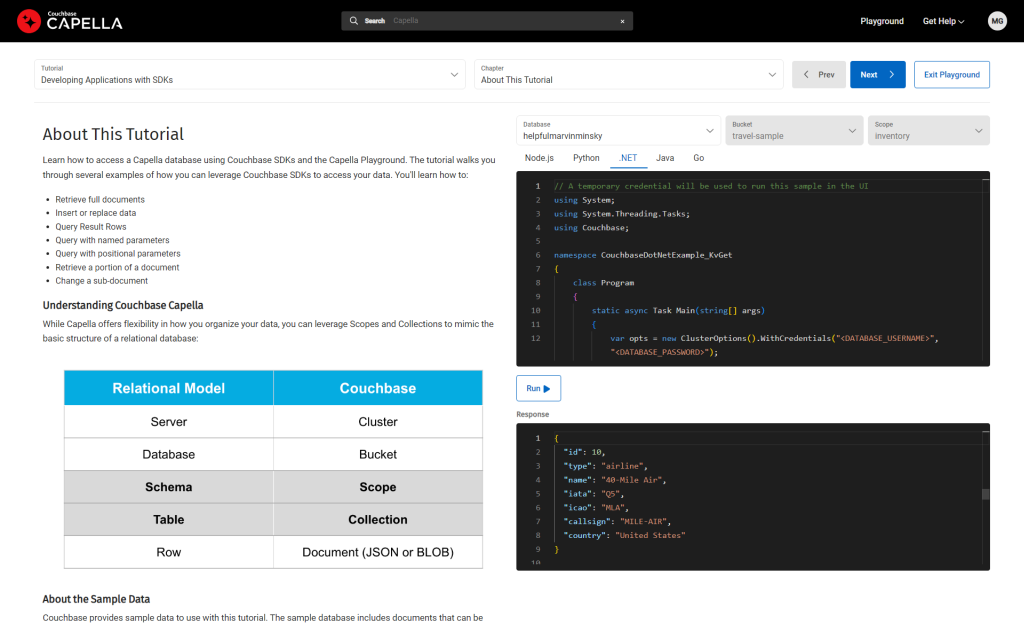 Couchbase
CAPELLA
Search Capella ×
Playground
Get Help
MG
Tutorial
Developing Applications with SDKs
Chapter
About This Tutorial
Prev
Next
Exit Playground
About This Tutorial
Learn how to access a Capella database using Couchbase SDKs and the Capella Playground. The tutorial walks you
through several examples of how you can leverage Couchbase SDKs to access your data. You'll learn how to:
• Retrieve full documents
• Insert or replace data
• Query Result Rows
• Query with named parameters
• Query with positional parameters
• Retrieve a portion of a document
• Change a sub-document
Understanding Couchbase Capella
While Capella offers flexibility in how you organize your data, you can leverage Scopes and Collections to mimic the
basic structure of a relational database:
Relational Model Couchbase
Server Cluster
Database Bucket
Schema Scope
Table Collection
Row Document (JSON or BLOB)
About the Sample Data
Couchbase provides sample data to use with this tutorial. The sample database includes documents that can be
Database
helpfulmarvinminsky
Bucket
travel-sample
Scope
inventory
Node.js Python .NET Java Go
1 // A temporary credential will be used to run this sample in the UI
2 using System;
3 using System.Threading.Tasks;
4 using Couchbase;
5
6 namespace CouchbaseDotNetExample_KvGet
7 {
8 class Program
9 {
10 static async Task Main(string[] args)
11 {
12 var opts = new ClusterOptions().WithCredentials("<DATABASE_USERNAME>",
"<DATABASE_PASSWORD>");
Run
Response
1 {
2 "id": 10,
3 "type": "airline",
4 "name": "40-Mile Air",
5 "iata": "Q5",
6 "icao": "MLA",
7 "callsign": "MILE-AIR",
8 "country": "United States"
9 }
10